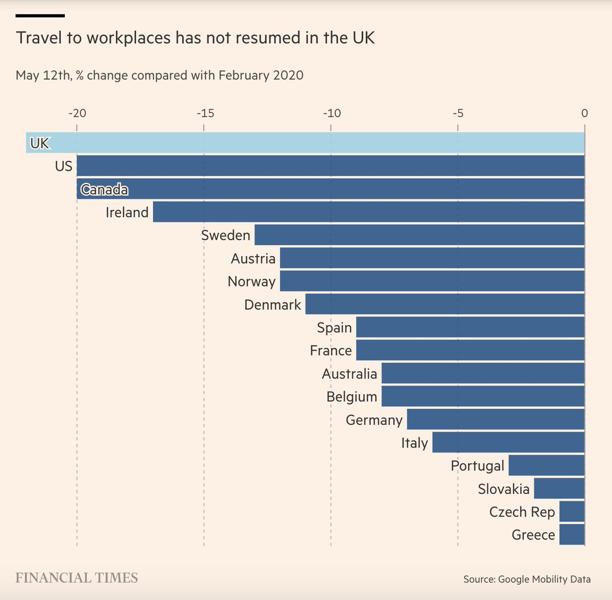 Travel to workplaces has not resumed in the UK
May 12th, % change compared with February 2020
-20 -15 -10 -5 0
UK
US
Canada
Ireland
Sweden
Austria
Norway
Denmark
Spain
France
Australia
Belgium
Germany
Italy
Portugal
Slovakia
Czech Rep
Greece
FINANCIAL TIMES
Source: Google Mobility Data